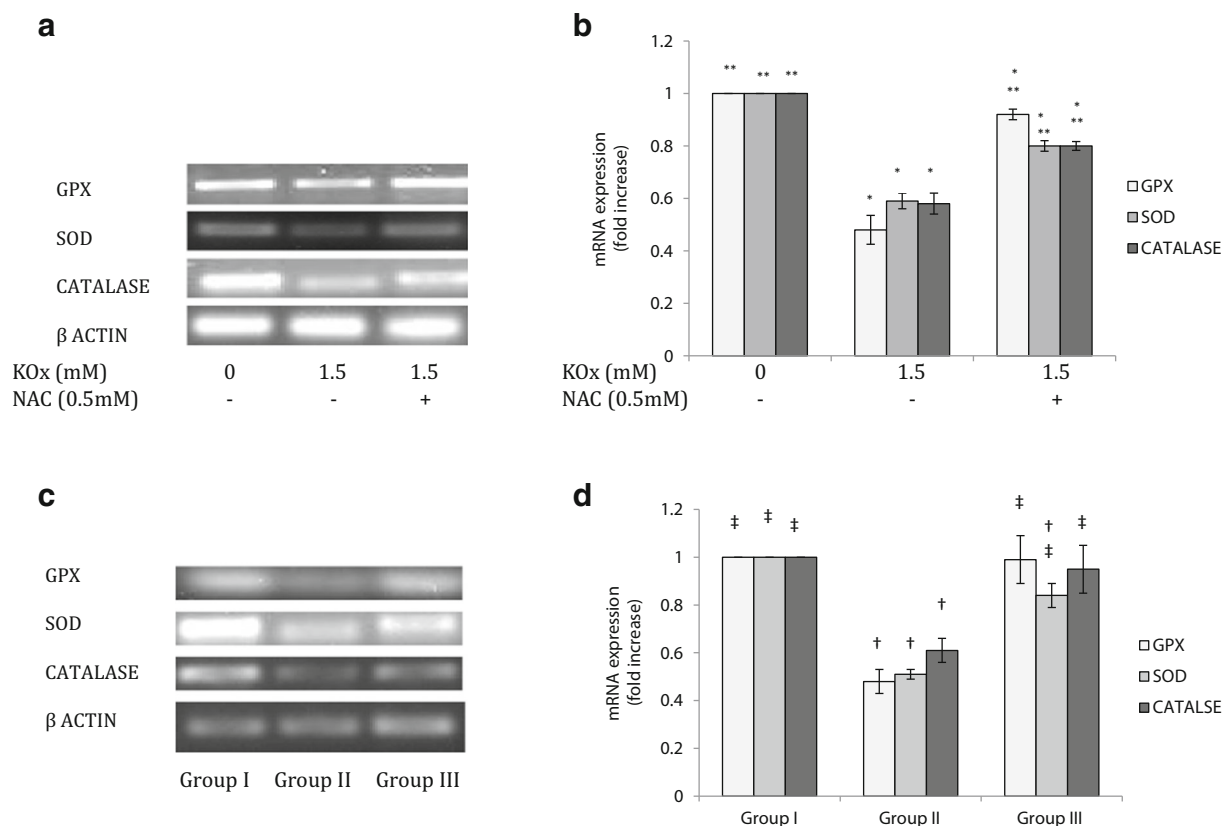 a
GPX
SOD
CATALASE
β ACTIN
KOx (mM) 0 1.5 1.5
NAC (0.5mM) - - +
b
mRNA expression
(fold increase)
1.2
1
0.8
0.6
0.4
0.2
0
** ** **
* * *
*
**
*
**
*
**
GPX
SOD
CATALASE
KOx (mM) 0 1.5 1.5
NAC (0.5mM) - - +
c
GPX
SOD
CATALASE
β ACTIN
Group I Group II Group III
d
mRNA expression
(fold increase)
1.2
1
0.8
0.6
0.4
0.2
0
‡ ‡ ‡
† † †
‡
†
‡
‡
GPX
SOD
CATALSE
Group I Group II Group III